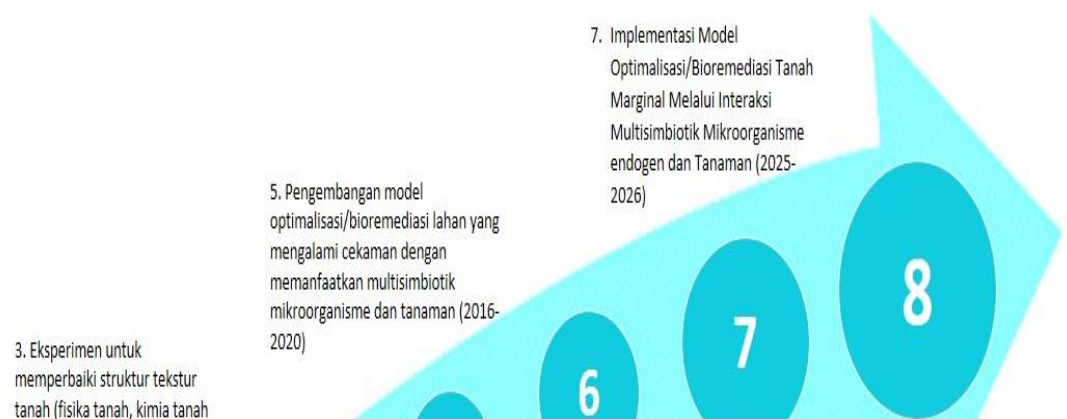 7. Implementasi Model
Optimalisasi/Bioremediasi Tanah
Marginal Melalui Interaksi
Multisimbiotik Mikroorganisme
endogen dan Tanaman (2025-
2026)
5. Pengembangan model
optimalisasi/bioremediasi lahan yang
mengalami cekaman dengan
memanfaatkan multisimbiotik
mikroorganisme dan tanaman (2016-
2020)
3. Eksperimen untuk
memperbaiki struktur tekstur
tanah (fisika tanah, kimia tanah
6
7
8